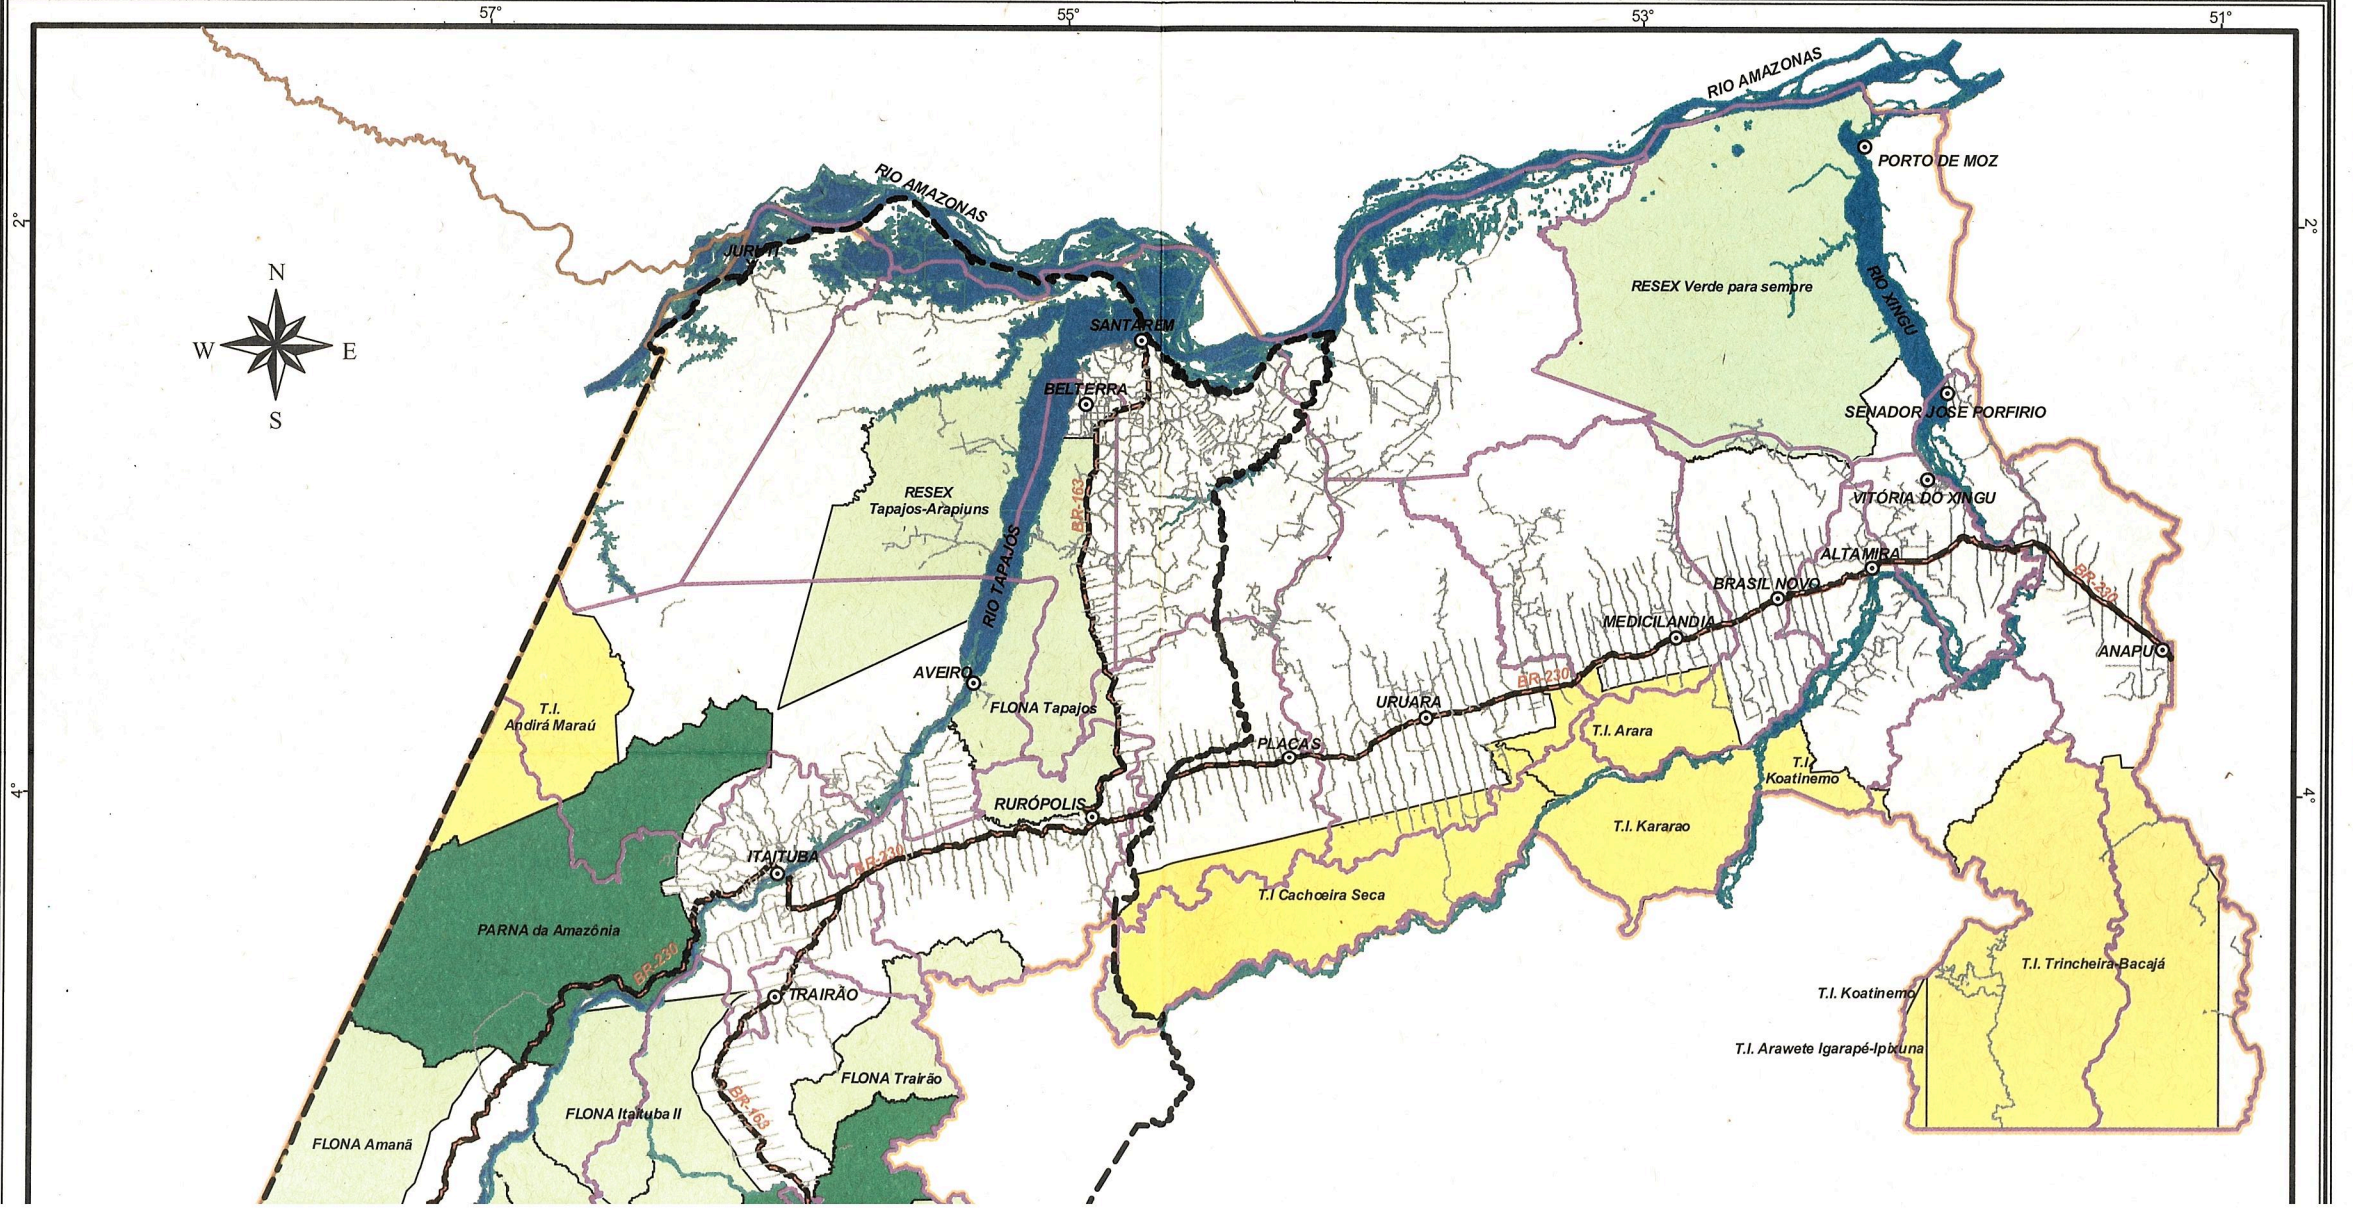 57°
55°
53°
51°
RIO AMAZONAS
RIO AMAZONAS
PORTO DE MOZ
2°
2°
JURUTI
N
W
E
S
RESEX Verde para sempre
RIO XINGU
SANTARÉM
BELTERRA
SENADOR JOSE PORFIRIO
RESEX
Tapajos-Arapiuns
BR-163
VITÓRIA DO XINGU
RIO TAPAJÓS
ALTAMIRA
BRASIL NOVO
BR-230
MEDICILANDIA
ANAPU
AVEIRO
BR-230
URUARA
FLONA Tapajos
T.I.
Andirá Maraú
T.I. Arara
PLACAS
T.I.
Koatinemo
4°
4°
RURÓPOLIS
T.I. Kararao
ITAITUBA
BR-230
T.I Cachoeira Seca
PARNA da Amazônia
BR-230
T.I. Trincheira-Bacajá
TRAIRÃO
T.I. Koatinemo
T.I. Arawete Igarapé-Ipixuna
FLONA Trairão
BR-163
FLONA Itaituba II
FLONA Amanã